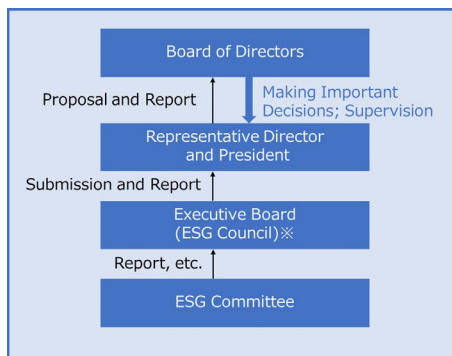 Board of Directors
Proposal and Report
Making Important
Decisions; Supervision
Representative Director
and President
Submission and Report
Executive Board
(ESG Council)※
Report, etc.
ESG Committee